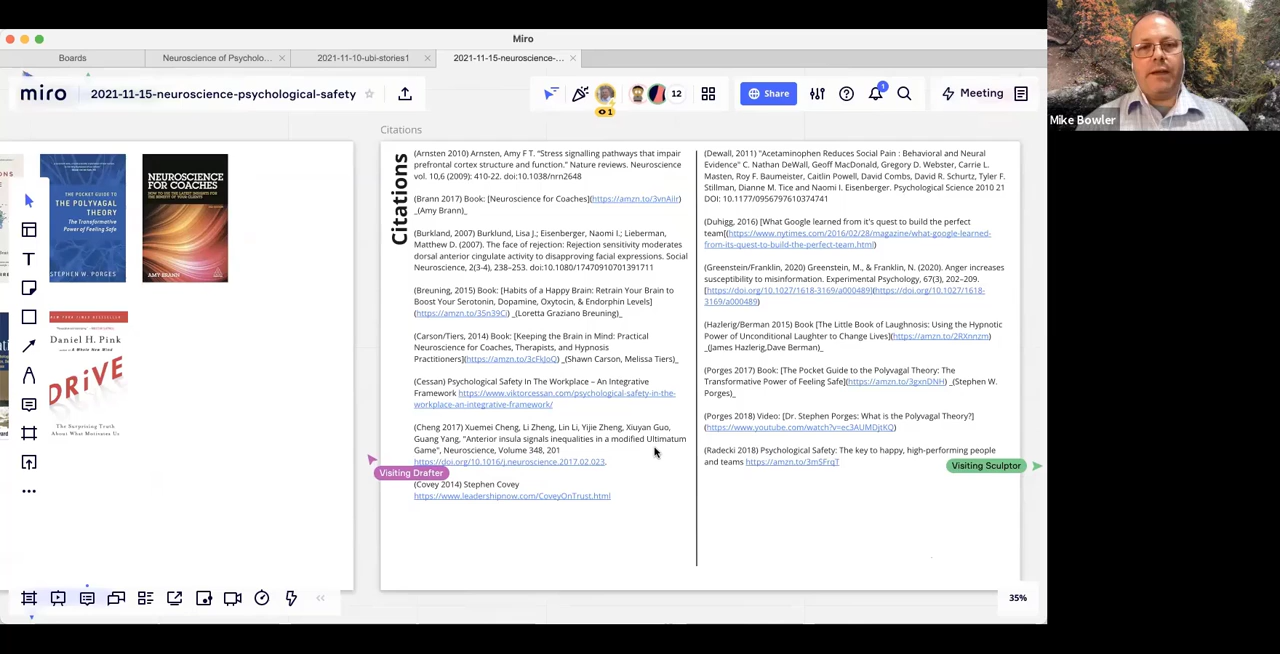 Miro
Boards
Neuroscience of Psycholo...
2021-11-10-ubi-stories1
2021-11-15-neuroscience-...
miro
2021-11-15-neuroscience-psychological-safety
1
12
Share
1
Meeting
Mike Bowler
THE POCKET GUIDE TO
THE POLYVAGAL
THEORY
The Transformative
Power of Feeling Safe
STEPHEN W. PORGES
NEUROSCIENCE
FOR COACHES
AMY BRANN
Daniel H. Pink
DRiVE
The Surprising Truth
About What Motivates Us
Citations
Citations
(Arnsten 2010) Arnsten, Amy F T. “Stress signalling pathways that impair
prefrontal cortex structure and function.” Nature reviews. Neuroscience
vol. 10,6 (2009): 410-22. doi:10.1038/nrn2648
(Brann 2017) Book: [Neuroscience for Coaches](https://amzn.to/3vnAiIr)
_(Amy Brann)_
(Burkland, 2007) Burklund, Lisa J.; Eisenberger, Naomi I.; Lieberman,
Matthew D. (2007). The face of rejection: Rejection sensitivity moderates
dorsal anterior cingulate activity to disapproving facial expressions. Social
Neuroscience, 2(3-4), 238–253. doi:10.1080/17470910701391711
(Breuning, 2015) Book: [Habits of a Happy Brain: Retrain Your Brain to
Boost Your Serotonin, Dopamine, Oxytocin, & Endorphin Levels]
(https://amzn.to/35n39Cj) _(Loretta Graziano Breuning)_
(Carson/Tiers, 2014) Book: [Keeping the Brain in Mind: Practical
Neuroscience for Coaches, Therapists, and Hypnosis
Practitioners](https://amzn.to/3cFkJoQ) _(Shawn Carson, Melissa Tiers)_
(Cessan) Psychological Safety In The Workplace – An Integrative
Framework https://www.viktorcessan.com/psychological-safety-in-the-
workplace-an-integrative-framework/
(Cheng 2017) Xuemei Cheng, Li Zheng, Lin Li, Yijie Zheng, Xiuyan Guo,
Guang Yang, "Anterior insula signals inequalities in a modified Ultimatum
Game", Neuroscience, Volume 348, 201
https://doi.org/10.1016/j.neuroscience.2017.02.023.
(Covey 2014) Stephen Covey
https://www.leadershipnow.com/CoveyOnTrust.html
(Dewall, 2011) "Acetaminophen Reduces Social Pain : Behavioral and Neural
Evidence" C. Nathan DeWall, Geoff MacDonald, Gregory D. Webster, Carrie L.
Masten, Roy F. Baumeister, Caitlin Powell, David Combs, David R. Schurtz, Tyler F.
Stillman, Dianne M. Tice and Naomi I. Eisenberger. Psychological Science 2010 21
DOI: 10.1177/0956797610374741
(Duhigg, 2016) [What Google learned from it's quest to build the perfect
team[(https://www.nytimes.com/2016/02/28/magazine/what-google-learned-
from-its-quest-to-build-the-perfect-team.html)
(Greenstein/Franklin, 2020) Greenstein, M., & Franklin, N. (2020). Anger increases
susceptibility to misinformation. Experimental Psychology, 67(3), 202–209.
[https://doi.org/10.1027/1618-3169/a000489](https://doi.org/10.1027/1618-
3169/a000489)
(Hazlerig/Berman 2015) Book [The Little Book of Laughnosis: Using the Hypnotic
Power of Unconditional Laughter to Change Lives](https://amzn.to/2RXnnzm)
_(James Hazlerig,Dave Berman)_
(Porges 2017) Book: [The Pocket Guide to the Polyvagal Theory: The
Transformative Power of Feeling Safe](https://amzn.to/3gxnDNH) _(Stephen W.
Porges)_
(Porges 2018) Video: [Dr. Stephen Porges: What is the Polyvagal Theory?]
(https://www.youtube.com/watch?v=ec3AUMDjtKQ)
(Radecki 2018) Psychological Safety: The key to happy, high-performing people
and teams https://amzn.to/3mSFrqT
Visiting Drafter
Visiting Sculptor
35%